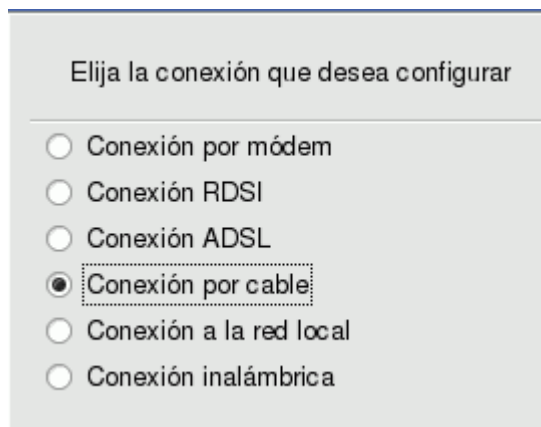 Elija la conexión que desea configurar
Conexión por módem
Conexión RDSI
Conexión ADSL
Conexión por cable
Conexión a la red local
Conexión inalámbrica